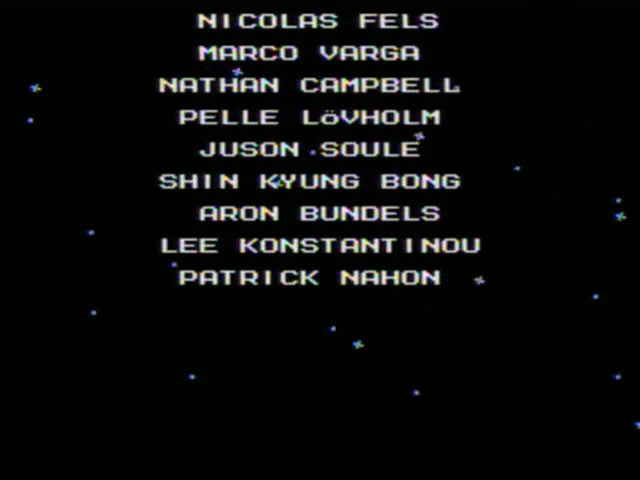 NICOLAS FELS
MARCO VARGA
NATHAN CAMPBELL
PELLE LöVHOLM
JUSON SOULE
SHIN KYUNG BONG
ARON BUNDELS
LEE KONSTANTINOU
PATRICK NAHON